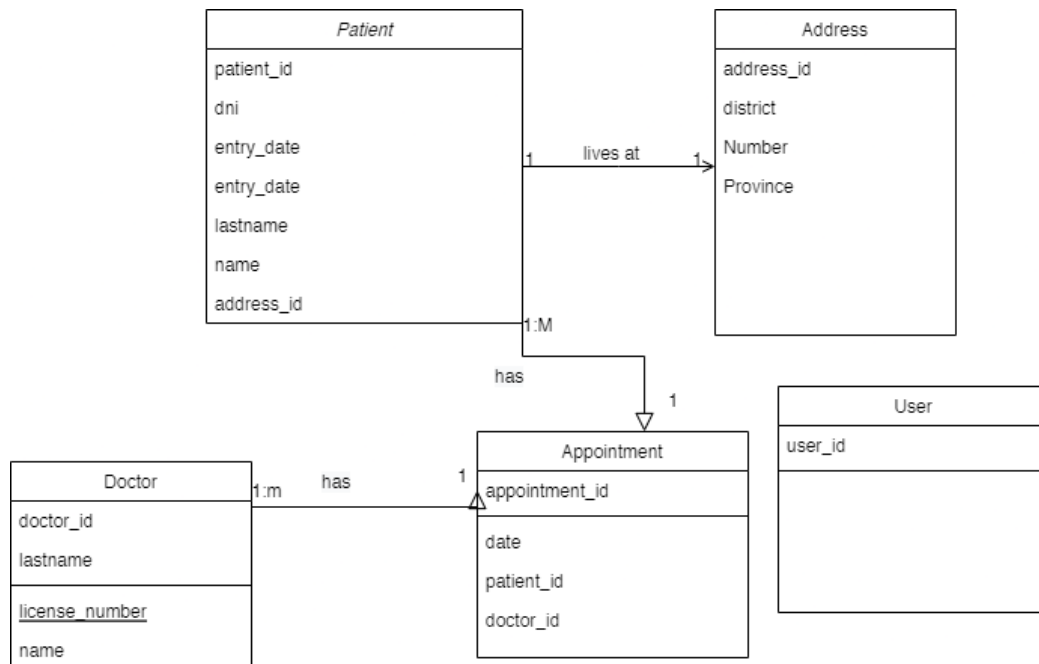 Patient
patient_id
dni
entry_date
entry_date
lastname
name
address_id
1
lives at
1
Address
address_id
district
Number
Province
1:M
has
1
User
user_id
Appointment
appointment_id
date
patient_id
doctor_id
Doctor
doctor_id
lastname
license_number
name
1:m
has
1